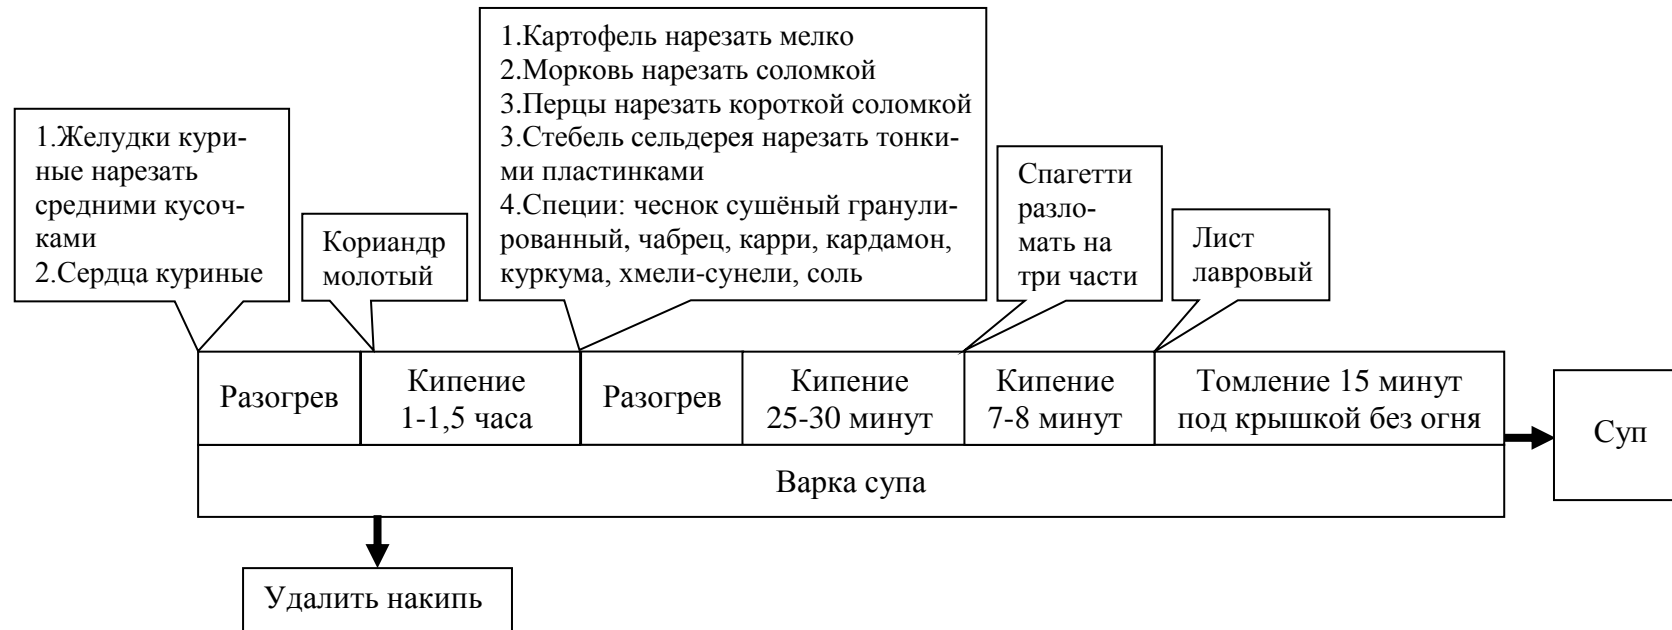 1.Желудки кури-
ные нарезать
средними кусоч-
ками
2.Сердца куриные
Кориандр
молотый
1.Картофель нарезать мелко
2.Морковь нарезать соломкой
3.Перцы нарезать короткой соломкой
3.Стебель сельдерея нарезать тонки-
ми пластинками
4.Специи: чеснок сушёный гранули-
рованный, чабрец, карри, кардамон,
куркума, хмели-сунели, соль
Спагетти
разло-
мать на
три части
Лист
лавровый
Разогрев
Кипение
1-1,5 часа
Разогрев
Кипение
25-30 минут
Кипение
7-8 минут
Томление 15 минут
под крышкой без огня
Суп
Варка супа
Удалить накипь